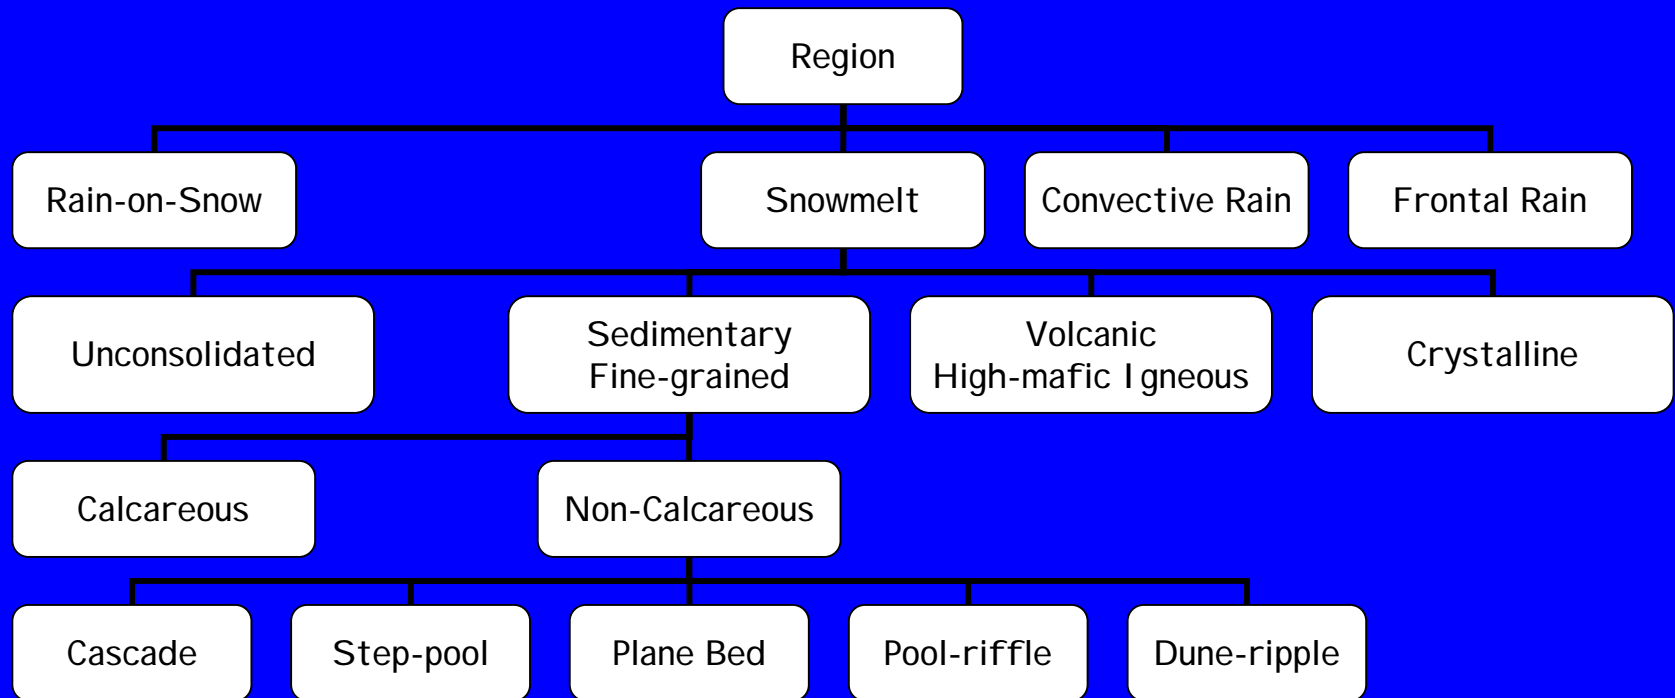 Region
Rain-on-Snow
Snowmelt
Convective Rain
Frontal Rain
Unconsolidated
Sedimentary
Fine-grained
Volcanic
High-mafic Igneous
Crystalline
Calcareous
Non-Calcareous
Cascade
Step-pool
Plane Bed
Pool-riffle
Dune-ripple